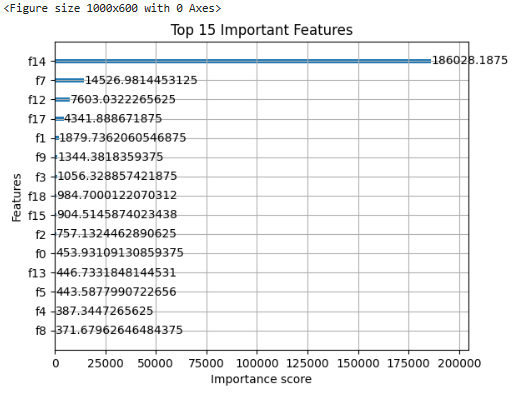 <Figure size 1000x600 with 0 Axes>
Top 15 Important Features
f14 186028.1875
f7 14526.9814453125
f12 7603.0322265625
f17 4341.888671875
f1 1879.7362060546875
f9 1344.3818359375
f3 1056.328857421875
f18 984.7000122070312
f15 904.5145874023438
f2 757.1324462890625
f0 453.93109130859375
f13 446.7331848144531
f5 443.5877990722656
f4 387.3447265625
f8 371.67962646484375
Features
0 25000 50000 75000 100000 125000 150000 175000 200000
Importance score